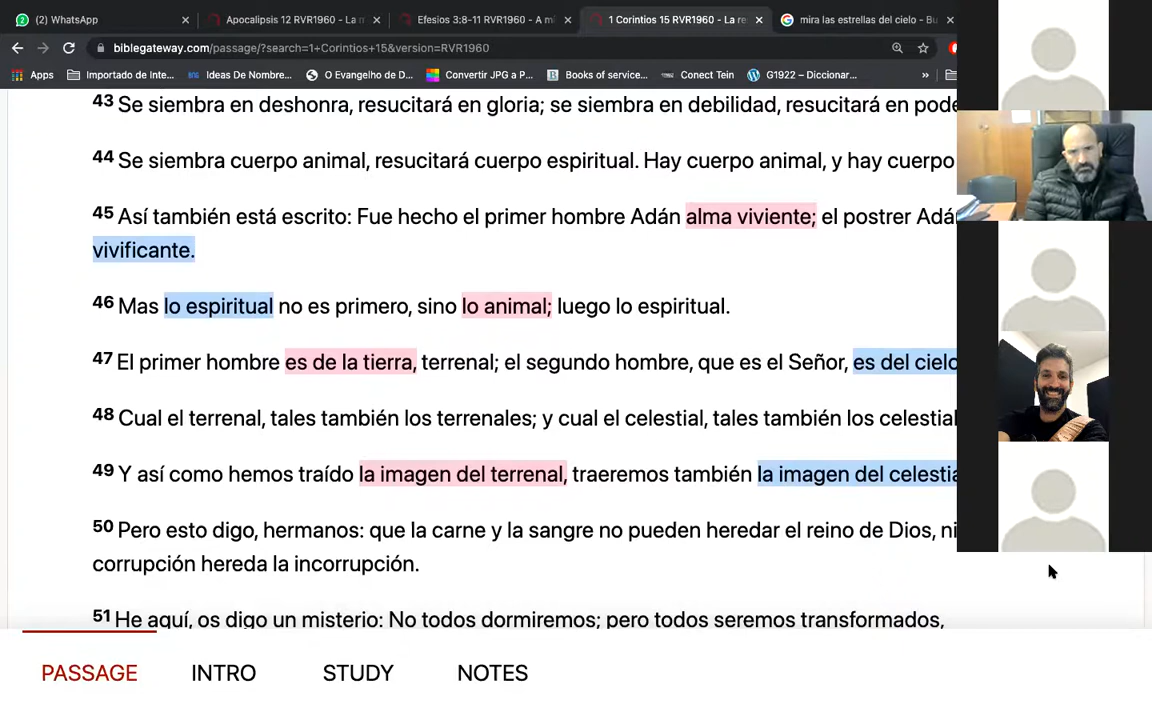 2 WhatsApp
Apocalipsis 12 RVR1960 - La m
Efesios 3:8-11 RVR1960 - A mi
1 Corintios 15 RVR1960 - La re
mira las estrellas del cielo - Bu
biblegateway.com/passage/?search=1+Corintios+15&version=RVR1960
Apps
Importado de Inte...
Ideas De Nombre...
O Evangelho de D...
Convertir JPG a P...
Books of service...
Conect Tein
G1922 – Diccionar...
»
43 Se siembra en deshonra, resucitará en gloria; se siembra en debilidad, resucitará en pode
44 Se siembra cuerpo animal, resucitará cuerpo espiritual. Hay cuerpo animal, y hay cuerpo
45 Así también está escrito: Fue hecho el primer hombre Adán alma viviente; el postrer Adá
vivificante.
46 Mas lo espiritual no es primero, sino lo animal; luego lo espiritual.
47 El primer hombre es de la tierra, terrenal; el segundo hombre, que es el Señor, es del cielo
48 Cual el terrenal, tales también los terrenales; y cual el celestial, tales también los celestial
49 Y así como hemos traído la imagen del terrenal, traeremos también la imagen del celestia
50 Pero esto digo, hermanos: que la carne y la sangre no pueden heredar el reino de Dios, ni
corrupción hereda la incorrupción.
51 He aquí, os digo un misterio: No todos dormiremos; pero todos seremos transformados,
PASSAGE INTRO STUDY NOTES